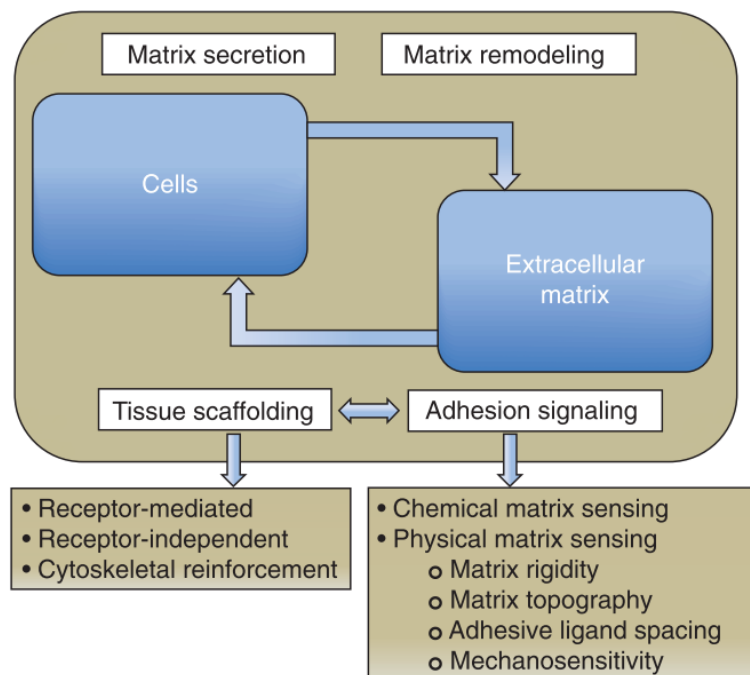 Matrix secretion
Matrix remodeling
Cells
Extracellular
matrix
Tissue scaffolding
Adhesion signaling
• Receptor-mediated
• Receptor-independent
• Cytoskeletal reinforcement
• Chemical matrix sensing
• Physical matrix sensing
o Matrix rigidity
o Matrix topography
o Adhesive ligand spacing
o Mechanosensitivity